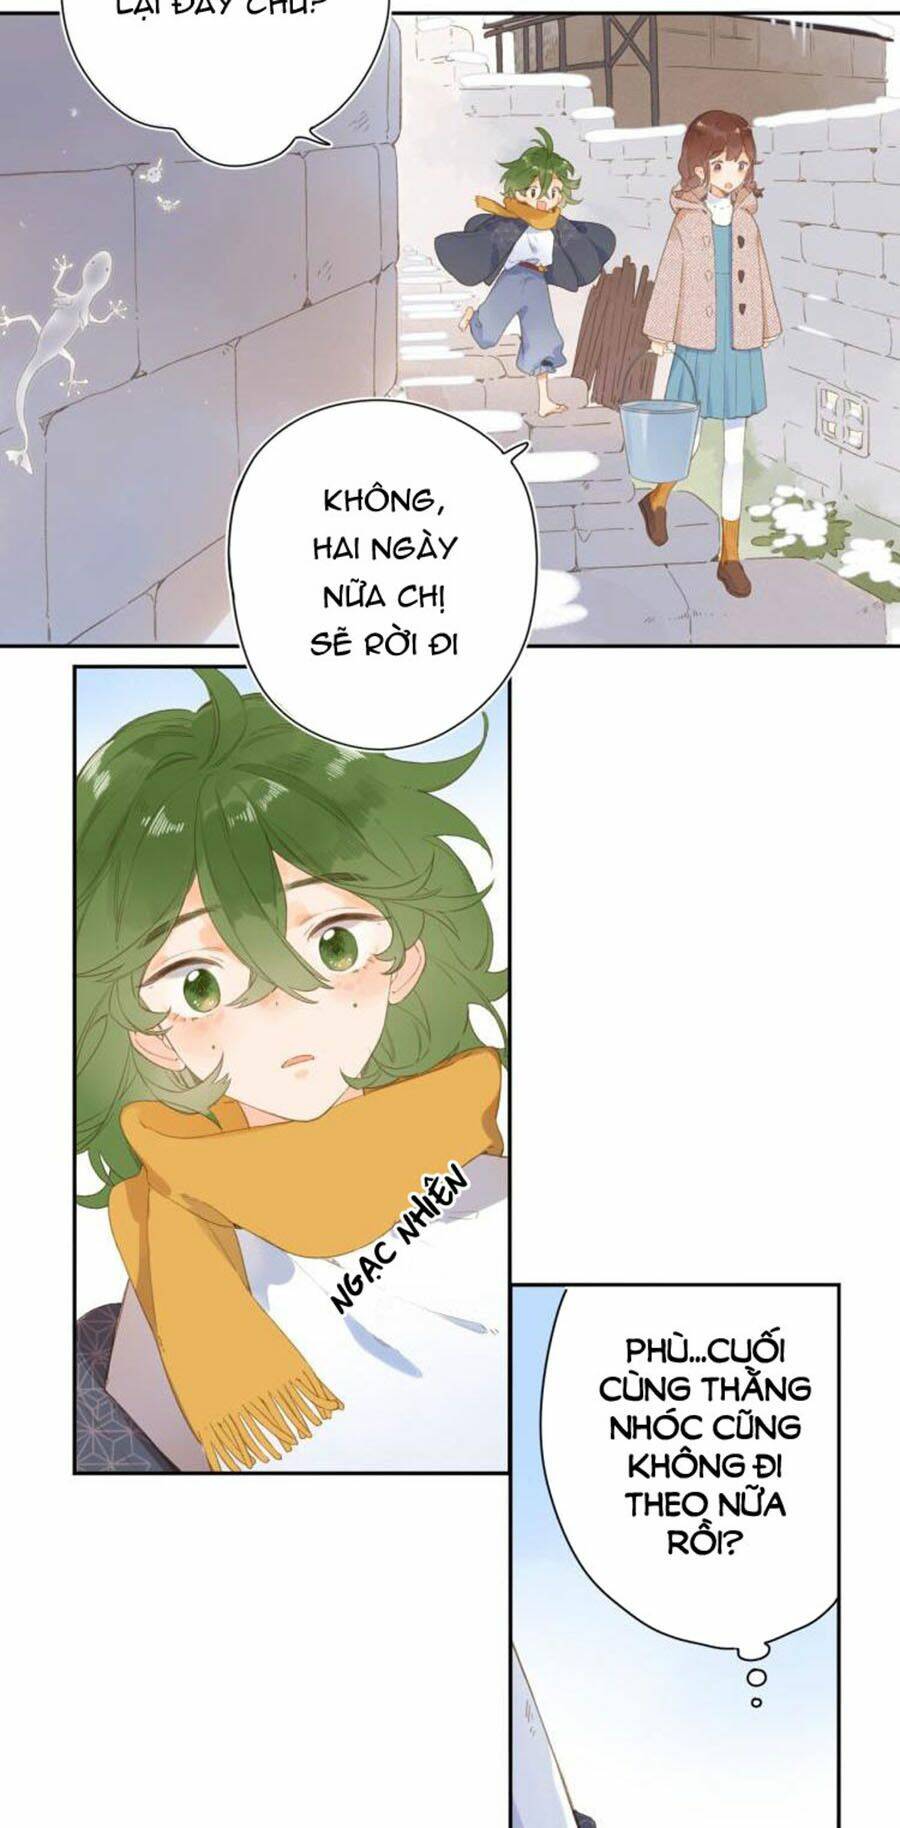 LẠI ĐÂY CHỨ?
KHÔNG,
HAI NGÀY
NỮA CHỊ
SẼ RỜI ĐI
NGẠC NHIÊN
PHÙ...CUỐI
CÙNG THẰNG
NHÓC CŨNG
KHÔNG ĐI
THEO NỮA
RỒI?